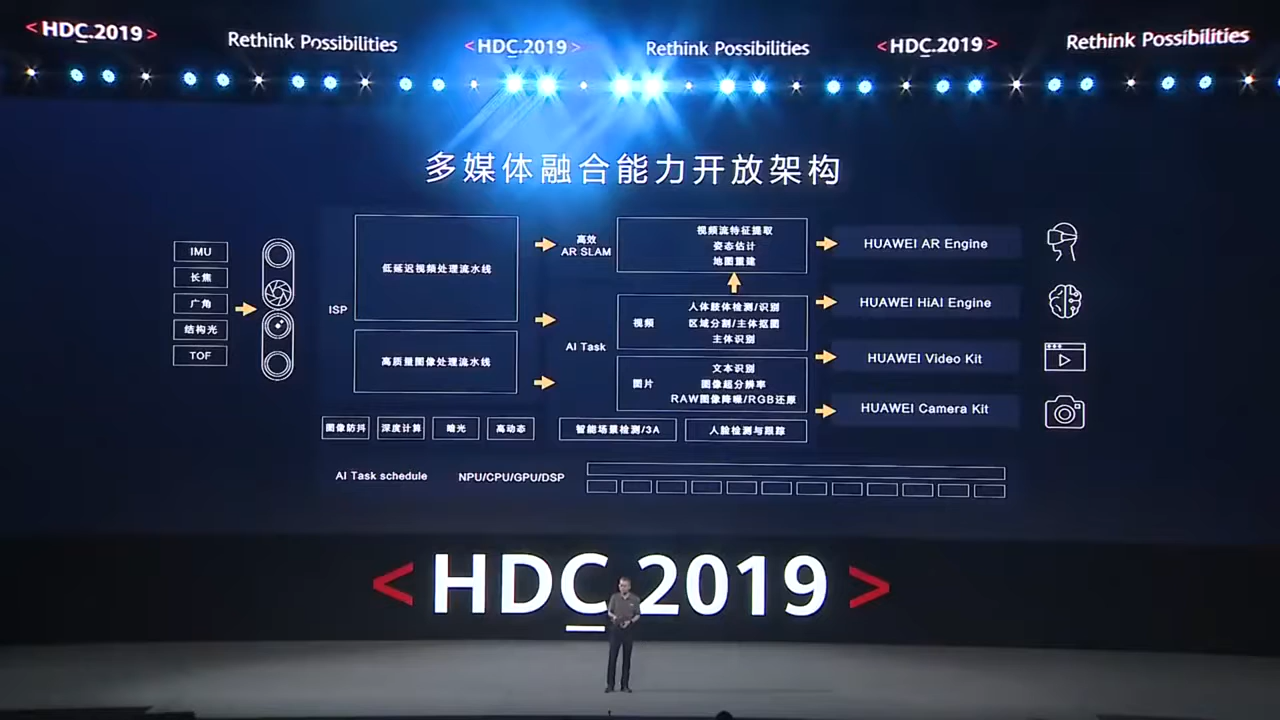 <HDC.2019>
Rethink Possibilities
<HDC.2019>
Rethink Possibilities
<HDC.2019>
Rethink Possibilities
多媒体融合能力开放架构
IMU
长焦
广角
结构光
TOF
ISP
低延迟视频处理流水线
高质量图像处理流水线
图像防抖
深度计算
暗光
高动态
高效
AR SLAM
AI Task
视频流特征提取
姿态估计
地图重建
视频
人体肢体检测/识别
区域分割/主体抠图
主体识别
图片
文本识别
图像超分辨率
RAW图像降噪/RGB还原
智能场景检测/3A
人脸检测与跟踪
HUAWEI AR Engine
HUAWEI HiAI Engine
HUAWEI Video Kit
HUAWEI Camera Kit
AI Task schedule
NPU/CPU/GPU/DSP
<HDC.2019>